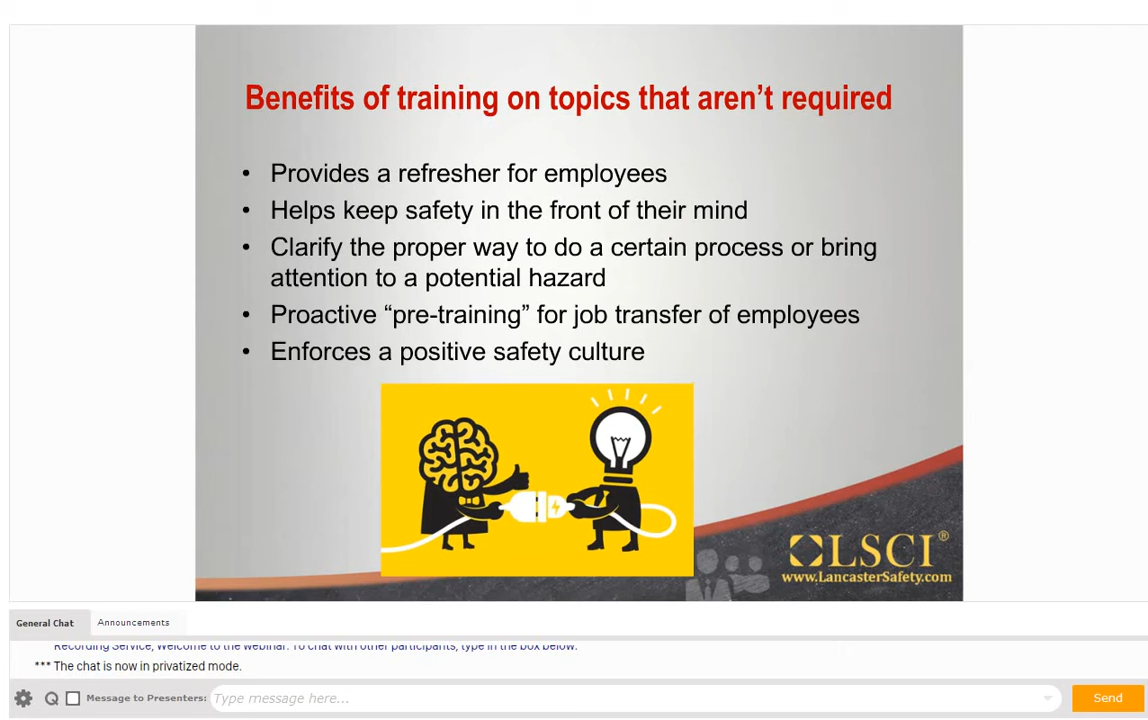 Benefits of training on topics that aren't required
• Provides a refresher for employees
• Helps keep safety in the front of their mind
• Clarify the proper way to do a certain process or bring
attention to a potential hazard
• Proactive “pre-training” for job transfer of employees
• Enforces a positive safety culture
LSCI®
www.LancasterSafety.com
General Chat
Announcements
Recording Service, Welcome to the webinar. To chat with other participants, type in the box below.
*** The chat is now in privatized mode.
Message to Presenters:
Type message here...
Send